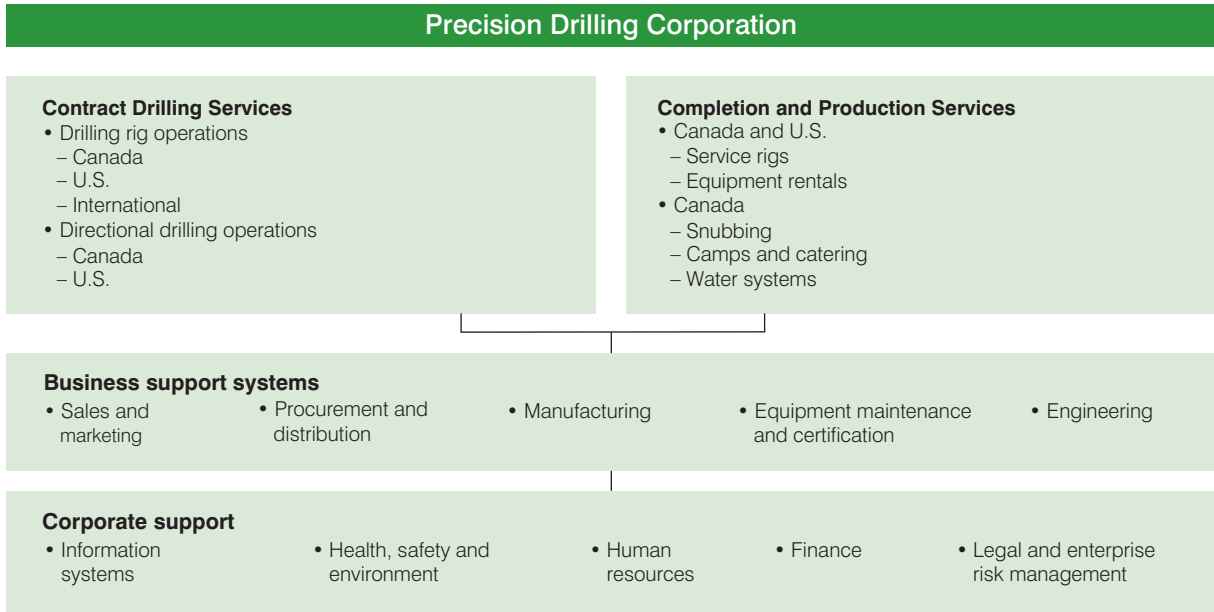 Precision Drilling Corporation
Contract Drilling Services
• Drilling rig operations
– Canada
– U.S.
– International
• Directional drilling operations
– Canada
– U.S.
Completion and Production Services
• Canada and U.S.
– Service rigs
– Equipment rentals
• Canada
– Snubbing
– Camps and catering
– Water systems
Business support systems
• Sales and
marketing
• Procurement and
distribution
• Manufacturing
• Equipment maintenance
and certification
• Engineering
Corporate support
• Information
systems
• Health, safety and
environment
• Human
resources
• Finance
• Legal and enterprise
risk management